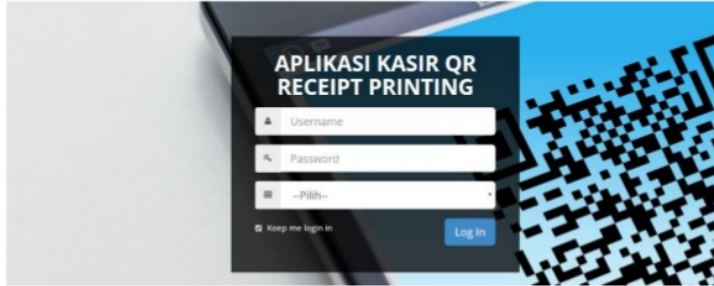 APLIKASI KASIR QR
RECEIPT PRINTING
Username
Password
--Pilih--
Keep me login in
Log In